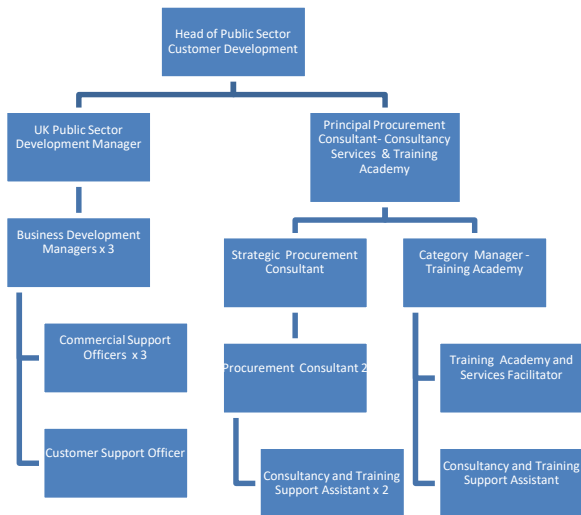 Head of Public Sector
Customer Development
UK Public Sector
Development Manager
Principal Procurement
Consultant- Consultancy
Services & Training
Academy
Business Development
Managers x 3
Strategic Procurement
Consultant
Category Manager -
Training Academy
Commercial Support
Officers x 3
Procurement Consultant 2
Training Academy and
Services Facilitator
Customer Support Officer
Consultancy and Training
Support Assistant x 2
Consultancy and Training
Support Assistant